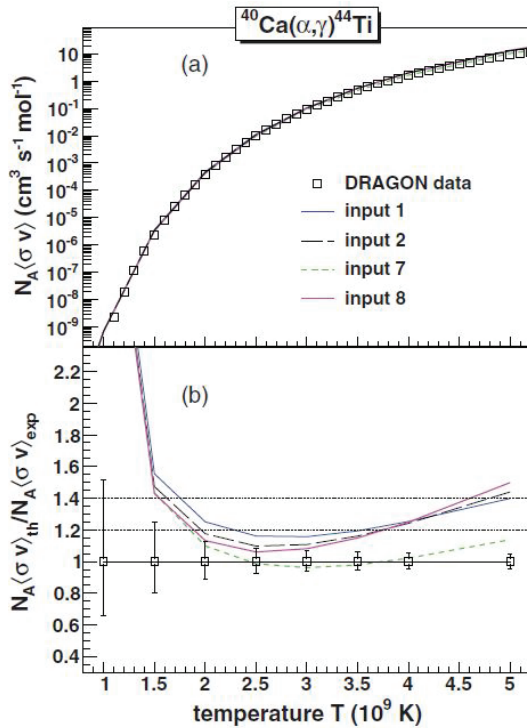 ⁴⁰Ca(α,γ)⁴⁴Ti
(a)
10
1
10⁻¹
10⁻²
10⁻³
10⁻⁴
10⁻⁵
10⁻⁶
10⁻⁷
10⁻⁸
10⁻⁹
N_A⟨σ v⟩ (cm³ s⁻¹ mol⁻¹)
DRAGON data
input 1
input 2
input 7
input 8
(b)
2.2
2
1.8
1.6
1.4
1.2
1
0.8
0.6
0.4
N_A⟨σ v⟩_th/N_A⟨σ v⟩_exp
1 1.5 2 2.5 3 3.5 4 4.5 5
temperature T (10⁹ K)